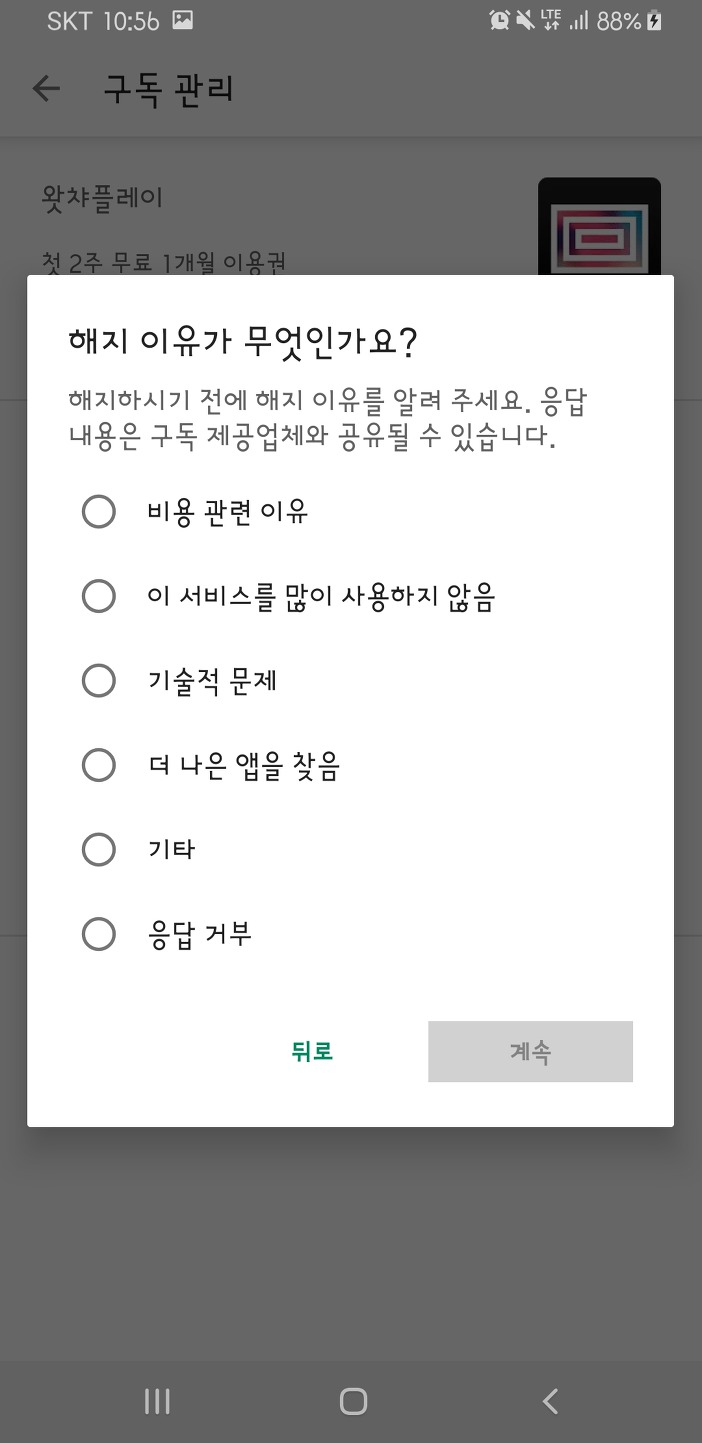 SKT 10:56 LTE 88%
구독 관리
왓챠플레이
첫 2주 무료 1개월 이용권
해지 이유가 무엇인가요?
해지하시기 전에 해지 이유를 알려 주세요. 응답
내용은 구독 제공업체와 공유될 수 있습니다.
비용 관련 이유
이 서비스를 많이 사용하지 않음
기술적 문제
더 나은 앱을 찾음
기타
응답 거부
뒤로 계속